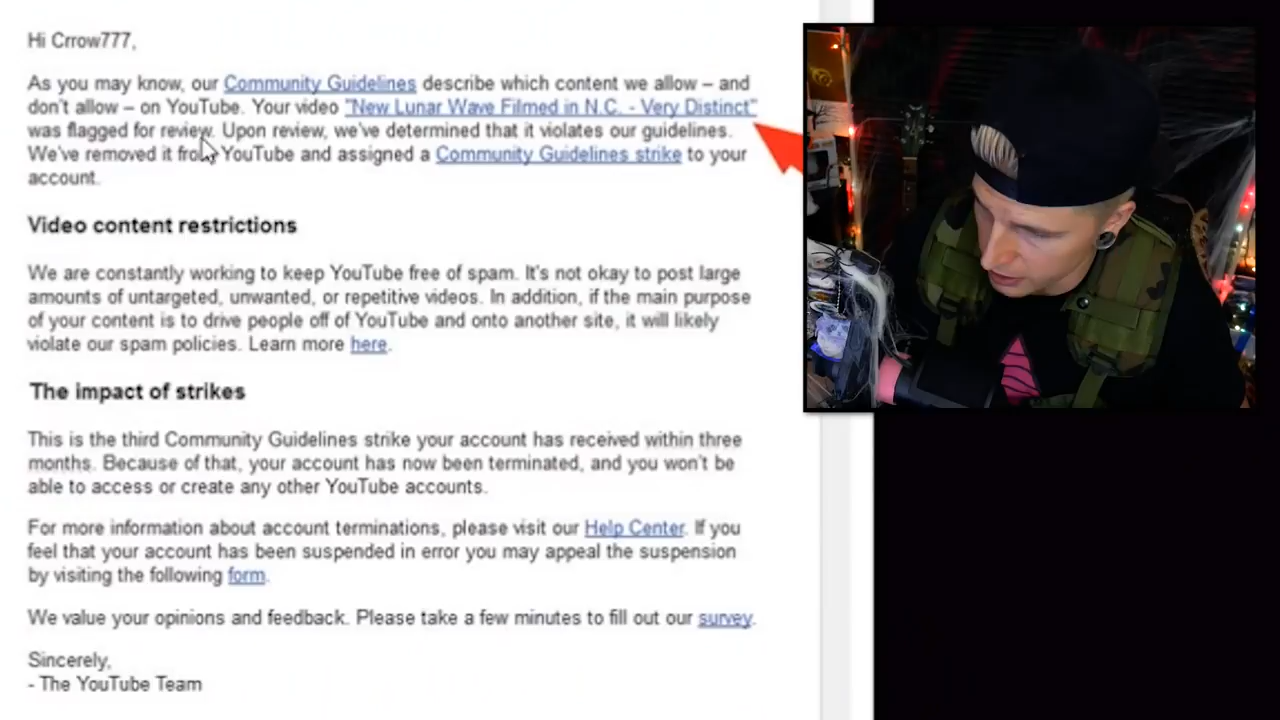 Hi Crrow777,
As you may know, our Community Guidelines describe which content we allow – and
don't allow – on YouTube. Your video "New Lunar Wave Filmed in N.C. - Very Distinct"
was flagged for review. Upon review, we've determined that it violates our guidelines.
We've removed it from YouTube and assigned a Community Guidelines strike to your
account.
Video content restrictions
We are constantly working to keep YouTube free of spam. It's not okay to post large
amounts of untargeted, unwanted, or repetitive videos. In addition, if the main purpose
of your content is to drive people off of YouTube and onto another site, it will likely
violate our spam policies. Learn more here.
The impact of strikes
This is the third Community Guidelines strike your account has received within three
months. Because of that, your account has now been terminated, and you won't be
able to access or create any other YouTube accounts.
For more information about account terminations, please visit our Help Center. If you
feel that your account has been suspended in error you may appeal the suspension
by visiting the following form.
We value your opinions and feedback. Please take a few minutes to fill out our survey.
Sincerely,
- The YouTube Team